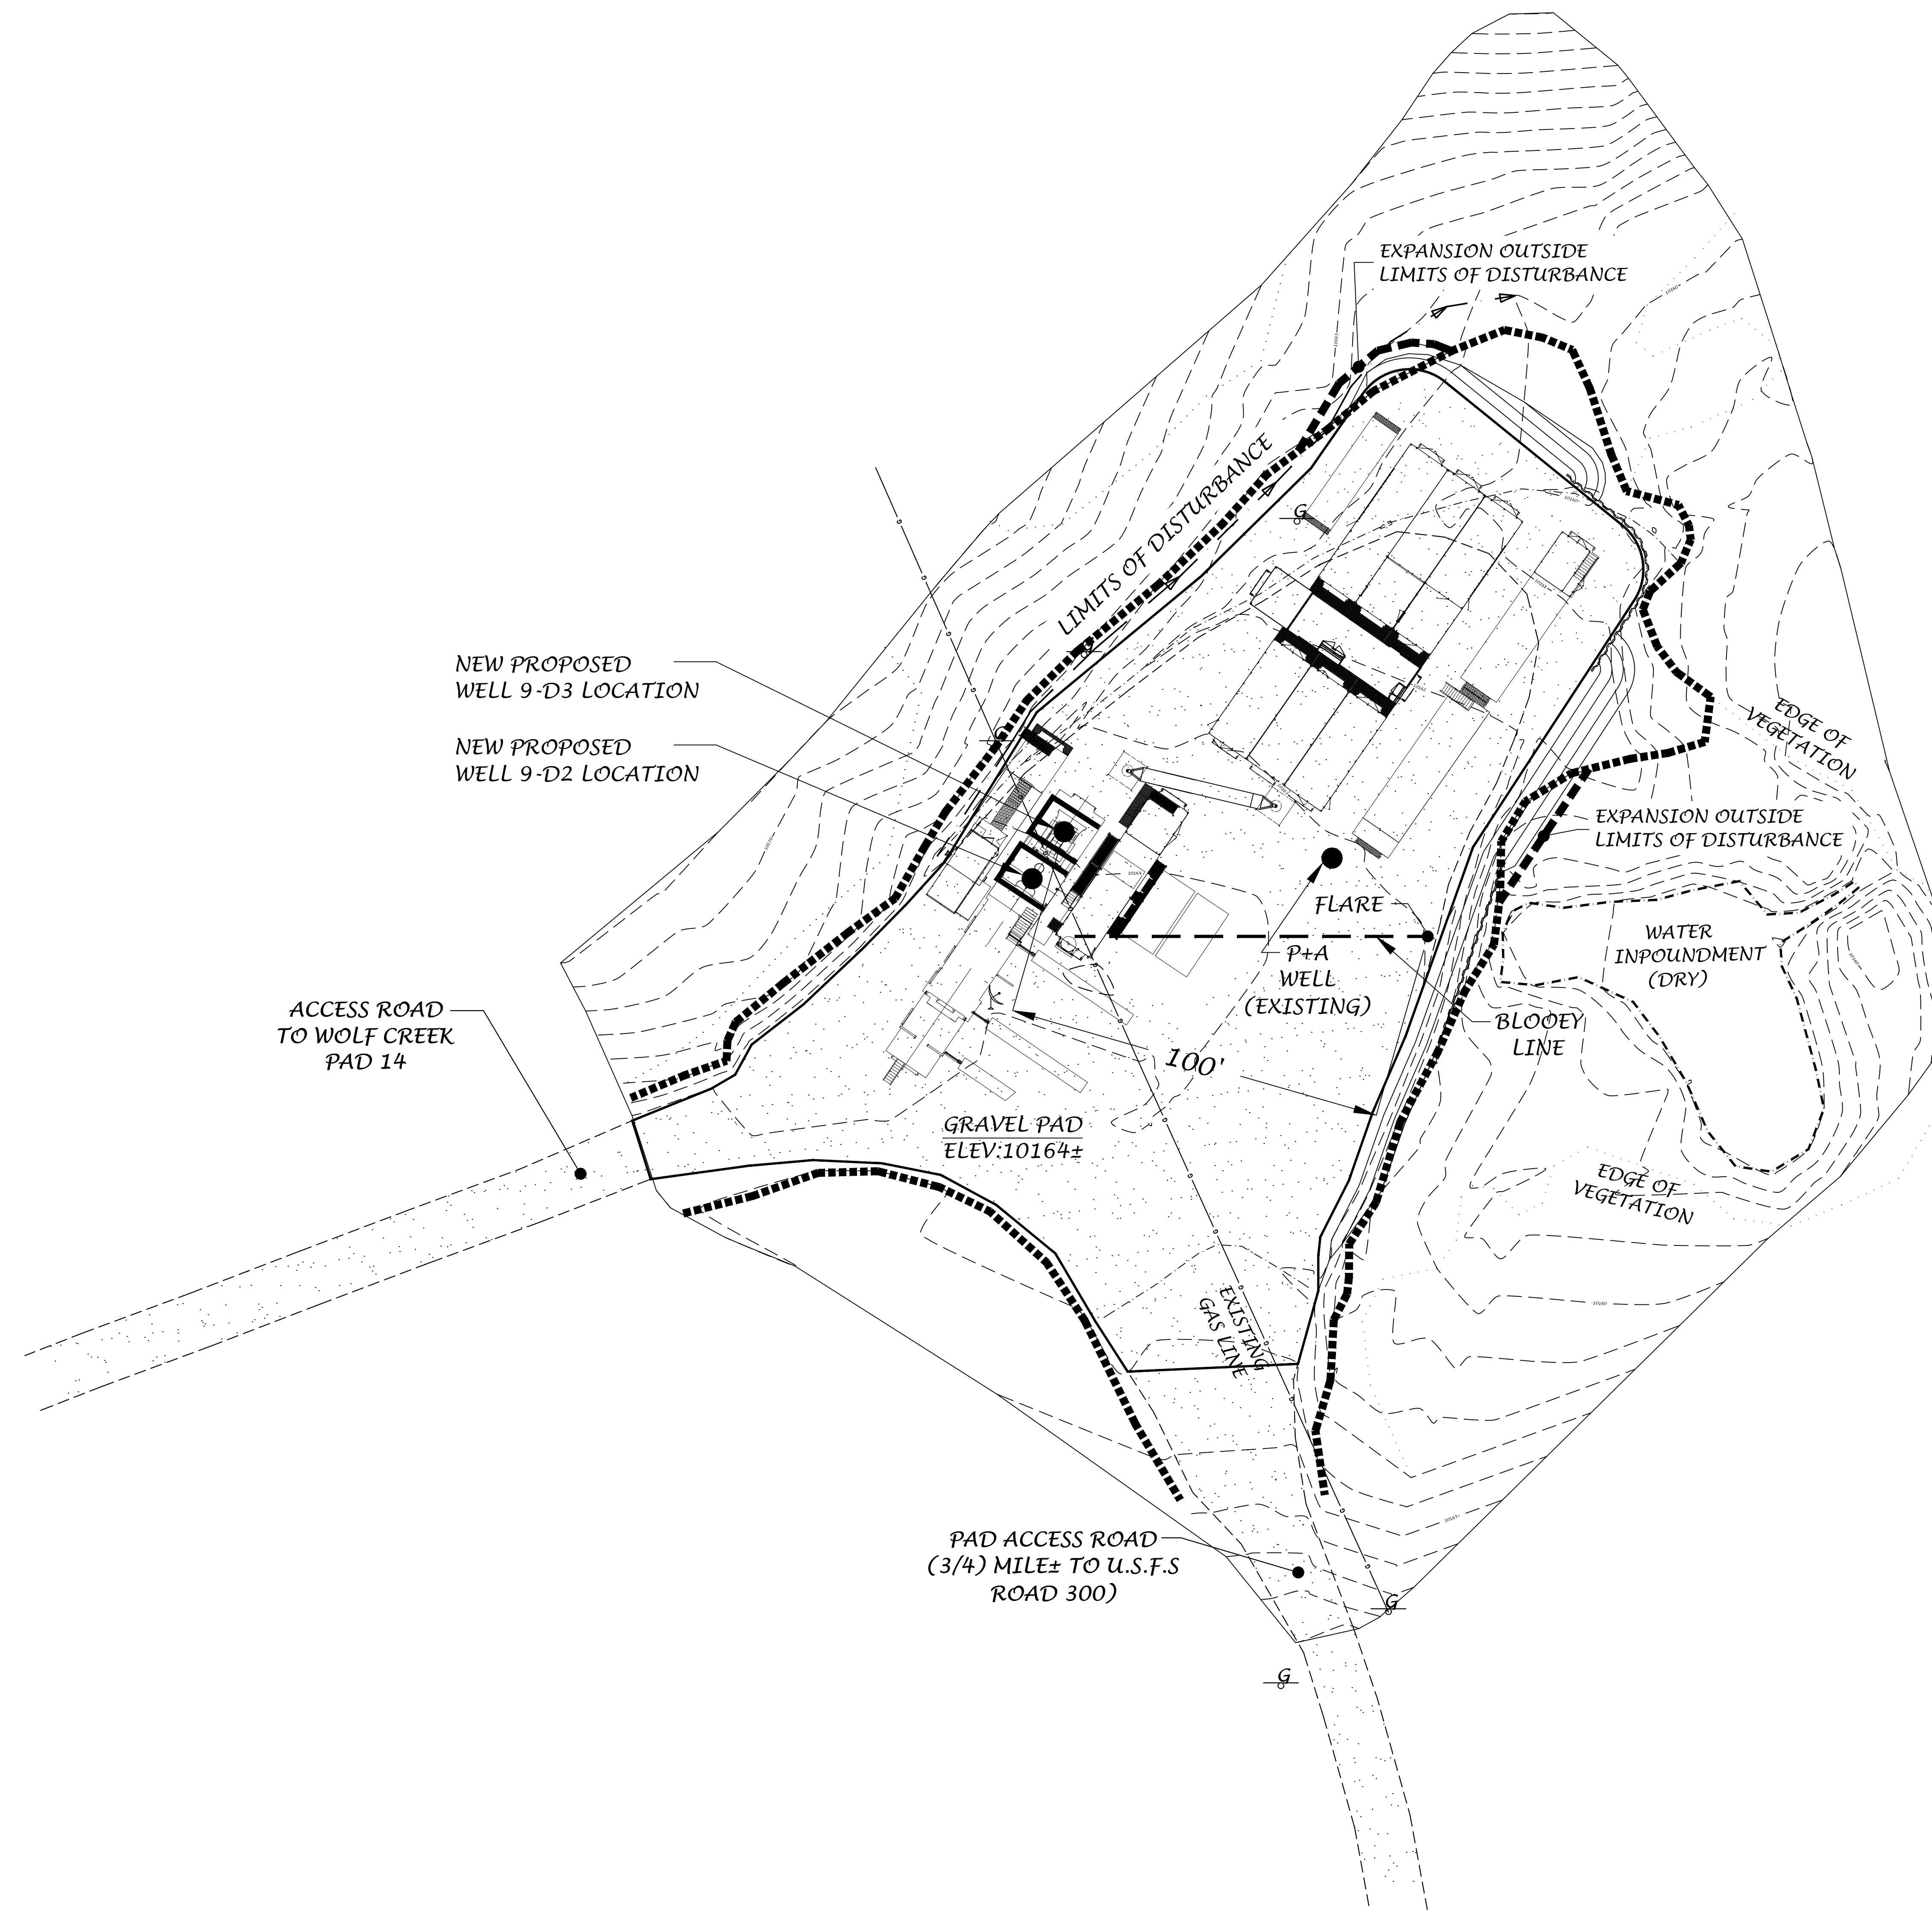 EXPANSION OUTSIDE
LIMITS OF DISTURBANCE
LIMITS OF DISTURBANCE
G
NEW PROPOSED
WELL 9-D3 LOCATION
NEW PROPOSED
WELL 9-D2 LOCATION
EDGE OF
VEGETATION
EXPANSION OUTSIDE
LIMITS OF DISTURBANCE
FLARE
P+A
WELL
(EXISTING)
WATER
INPOUNDMENT
(DRY)
BLOOEY
LINE
ACCESS ROAD
TO WOLF CREEK
PAD 14
100'
GRAVEL PAD
ELEV:10164±
EDGE OF
VEGETATION
EXISTING
GAS LINE
PAD ACCESS ROAD
(3/4) MILE± TO U.S.F.S
ROAD 300)
G
G
10164
10160